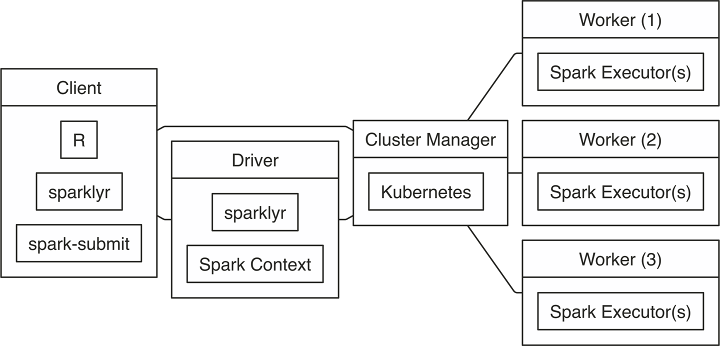 Client
R
sparklyr
spark-submit
Driver
sparklyr
Spark Context
Cluster Manager
Kubernetes
Worker (1)
Spark Executor(s)
Worker (2)
Spark Executor(s)
Worker (3)
Spark Executor(s)